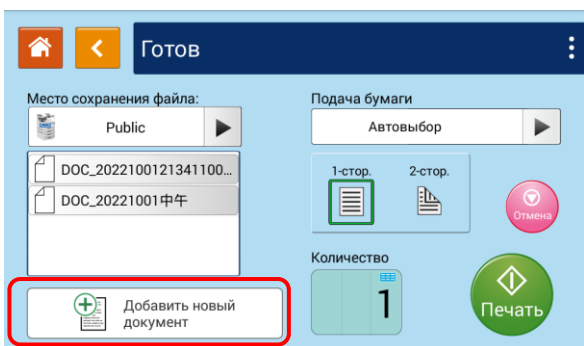 Готов
Место сохранения файла:
Public
DOC_2022100121341100...
DOC_20221001中午
Добавить новый
документ
Подача бумаги
Автовыбор
1-стор.
2-стор.
Отмена
Количество
1
Печать